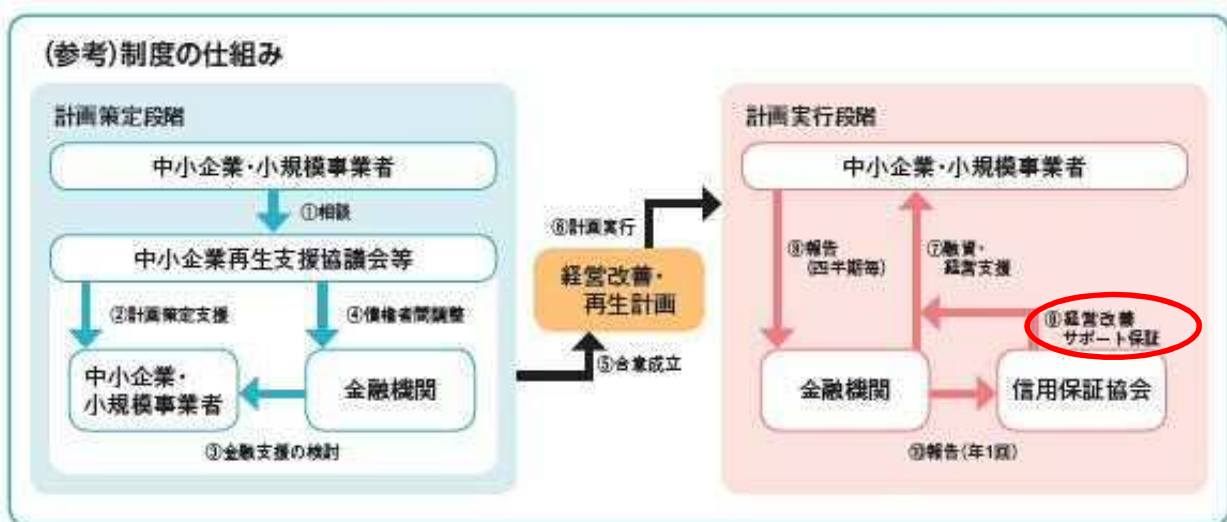 (参考)制度の仕組み
計画策定段階
中小企業・小規模事業者
①相談
中小企業再生支援協議会等
②計画策定支援
④債権者間調整
中小企業・
小規模事業者
金融機関
③金融支援の検討
⑥計画実行
経営改善・
再生計画
⑤合意成立
計画実行段階
中小企業・小規模事業者
報告
(四半期毎)
⑦融資・
経営支援
経営改善
サポート保証
金融機関
信用保証協会
⑩報告(年1回)